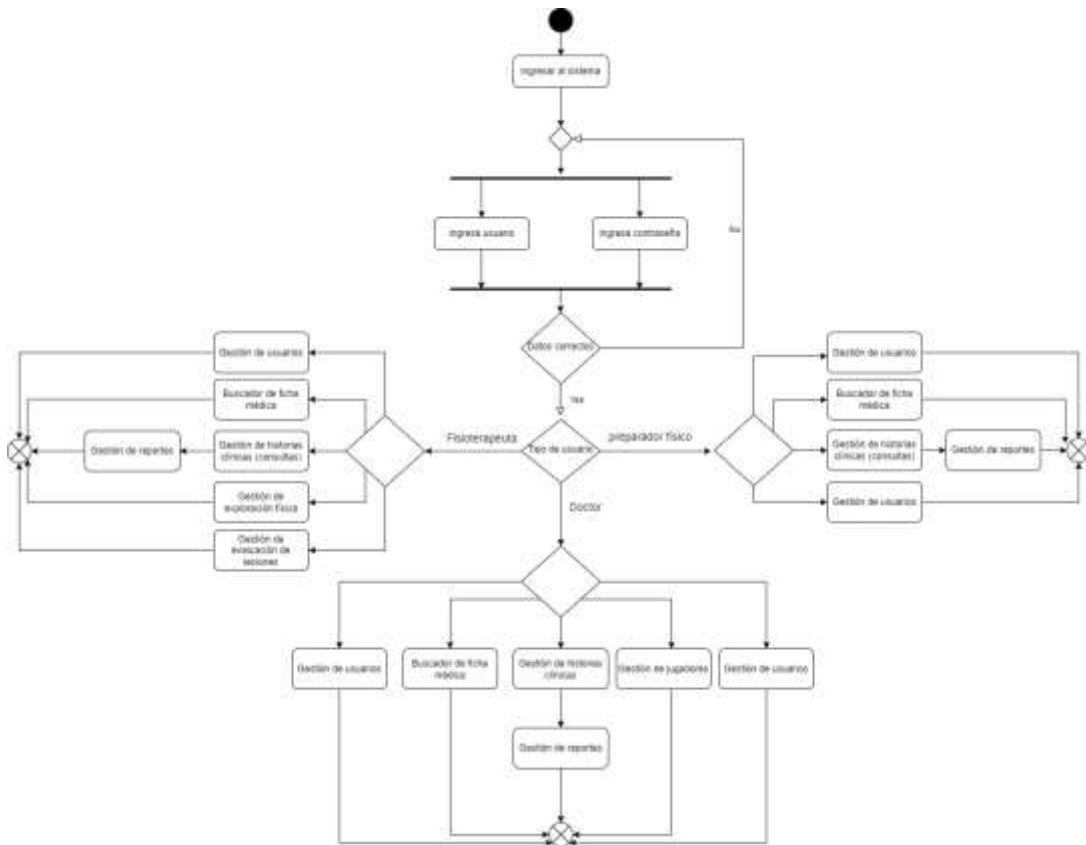 Ingresar al sistema
Ingresa usuario
Ingresa contraseña
No
Datos correctos
Yes
Tipo de usuario
Fisioterapeuta
preparador físico
Doctor
Gestión de usuarios
Buscador de ficha
médica
Gestión de reportes
Gestión de historias
clínicas (consultas)
Gestión de
exploración física
Gestión de
evaluación de
lesiones
Gestión de usuarios
Buscador de ficha
médica
Gestión de historias
clínicas (consultas)
Gestión de reportes
Gestión de usuarios
Gestión de usuarios
Buscador de ficha
médica
Gestión de historias
clínicas
Gestión de jugadores
Gestión de usuarios
Gestión de reportes